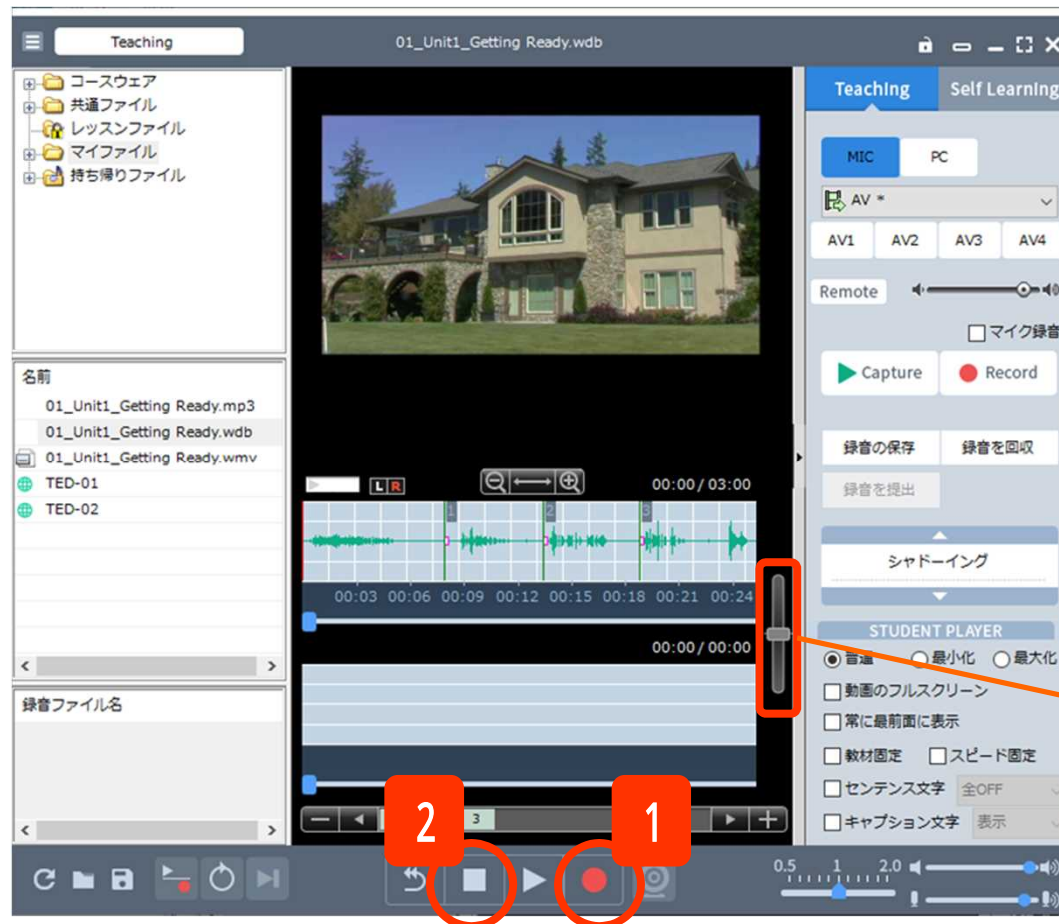 Teaching
01_Unit1_Getting Ready.wdb
コースウェア
共通ファイル
レッスンファイル
マイファイル
持ち帰りファイル
名前
01_Unit1_Getting Ready.mp3
01_Unit1_Getting Ready.wdb
01_Unit1_Getting Ready.wmv
TED-01
TED-02
録音ファイル名
L R
00:00 / 03:00
1 2 3
00:03 00:06 00:09 00:12 00:15 00:18 00:21 00:24
00:00 / 00:00
3
2
1
Teaching Self Learning
MIC PC
AV *
AV1 AV2 AV3 AV4
Remote
マイク録音
Capture Record
録音の保存 録音を回収
録音を提出
シャドーイング
STUDENT PLAYER
普通 最小化 最大化
動画のフルスクリーン
常に最前面に表示
教材固定 スピード固定
センテンス文字 全OFF
キャプション文字 表示
0.5 1 2.0